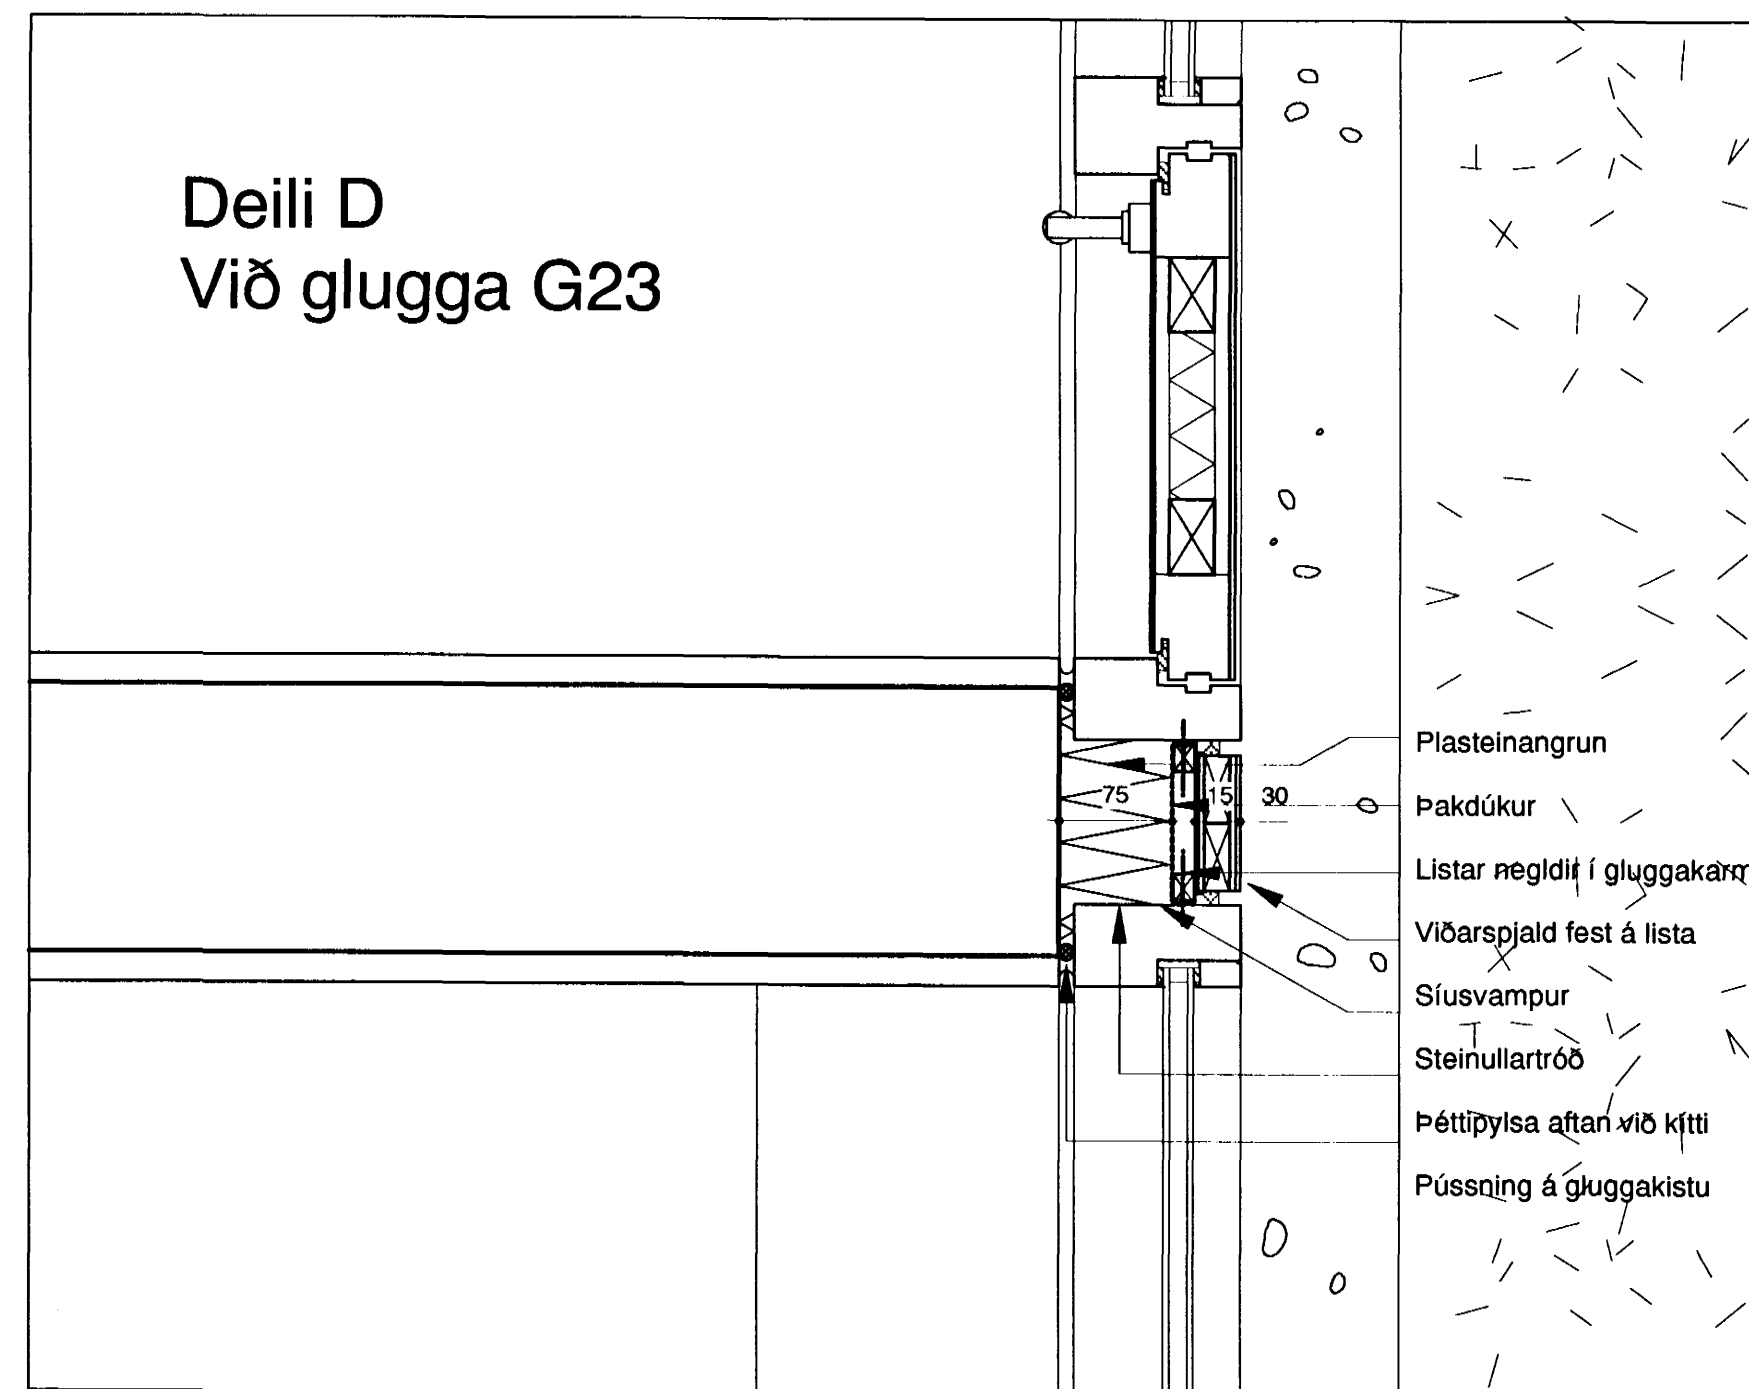 Deili D
Við glugga G23
Plasteinangrun
75
15
30
Þakdúkur
Listar negldir í gluggakarm
Viðarspjald fest á lista
Síusvampur
Steinullartróð
Þéttipylsa aftan við kítti
Pússning á gluggakistu